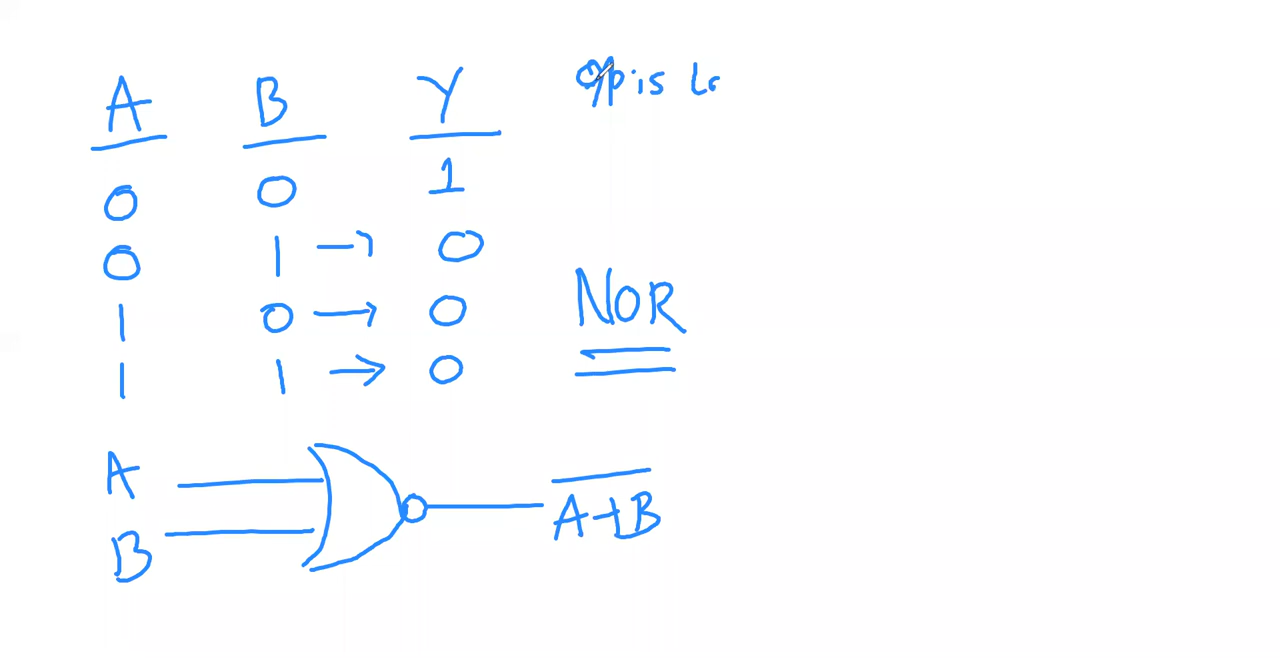 A B Y o/p is
0 0 1
0 1 → 0
1 0 → 0 NOR
1 1 → 0
A
B
A+B